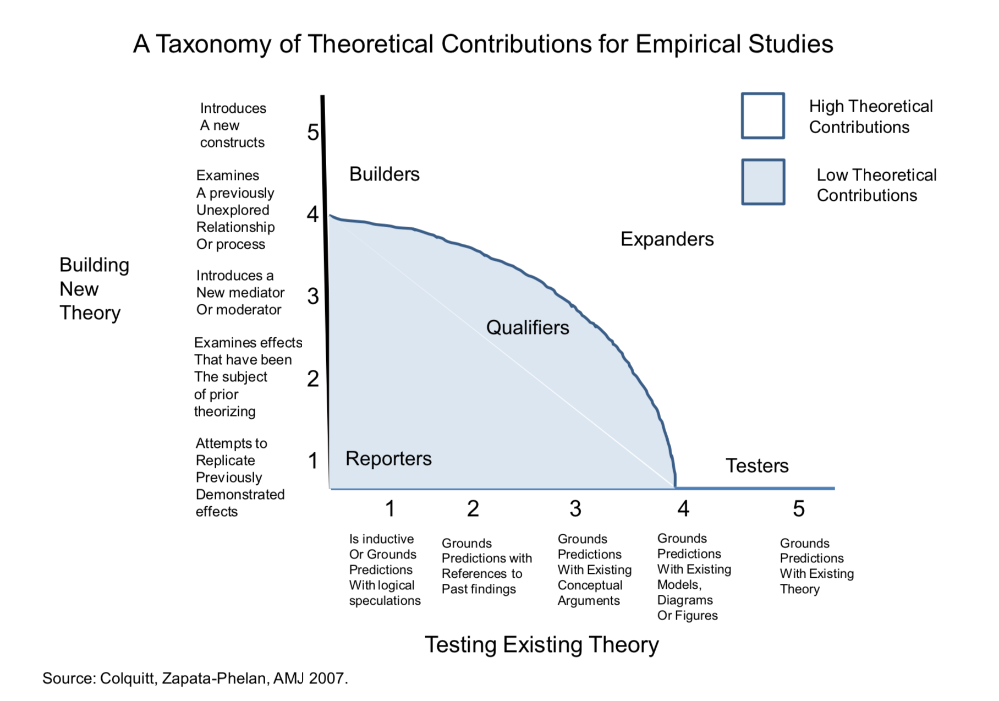 A Taxonomy of Theoretical Contributions for Empirical Studies
High Theoretical
Contributions
Low Theoretical
Contributions
Building
New
Theory
Introduces
A new
constructs
5
Examines
A previously
Unexplored
Relationship
Or process
4
Introduces a
New mediator
Or moderator
3
Examines effects
That have been
The subject
of prior
theorizing
2
Attempts to
Replicate
Previously
Demonstrated
effects
1
Builders
Expanders
Qualifiers
Reporters
Testers
1
2
3
4
5
Is inductive
Or Grounds
Predictions
With logical
speculations
Grounds
Predictions with
References to
Past findings
Grounds
Predictions
With Existing
Conceptual
Arguments
Grounds
Predictions
With Existing
Models,
Diagrams
Or Figures
Grounds
Predictions
With Existing
Theory
Testing Existing Theory
Source: Colquitt, Zapata-Phelan, AMJ 2007.